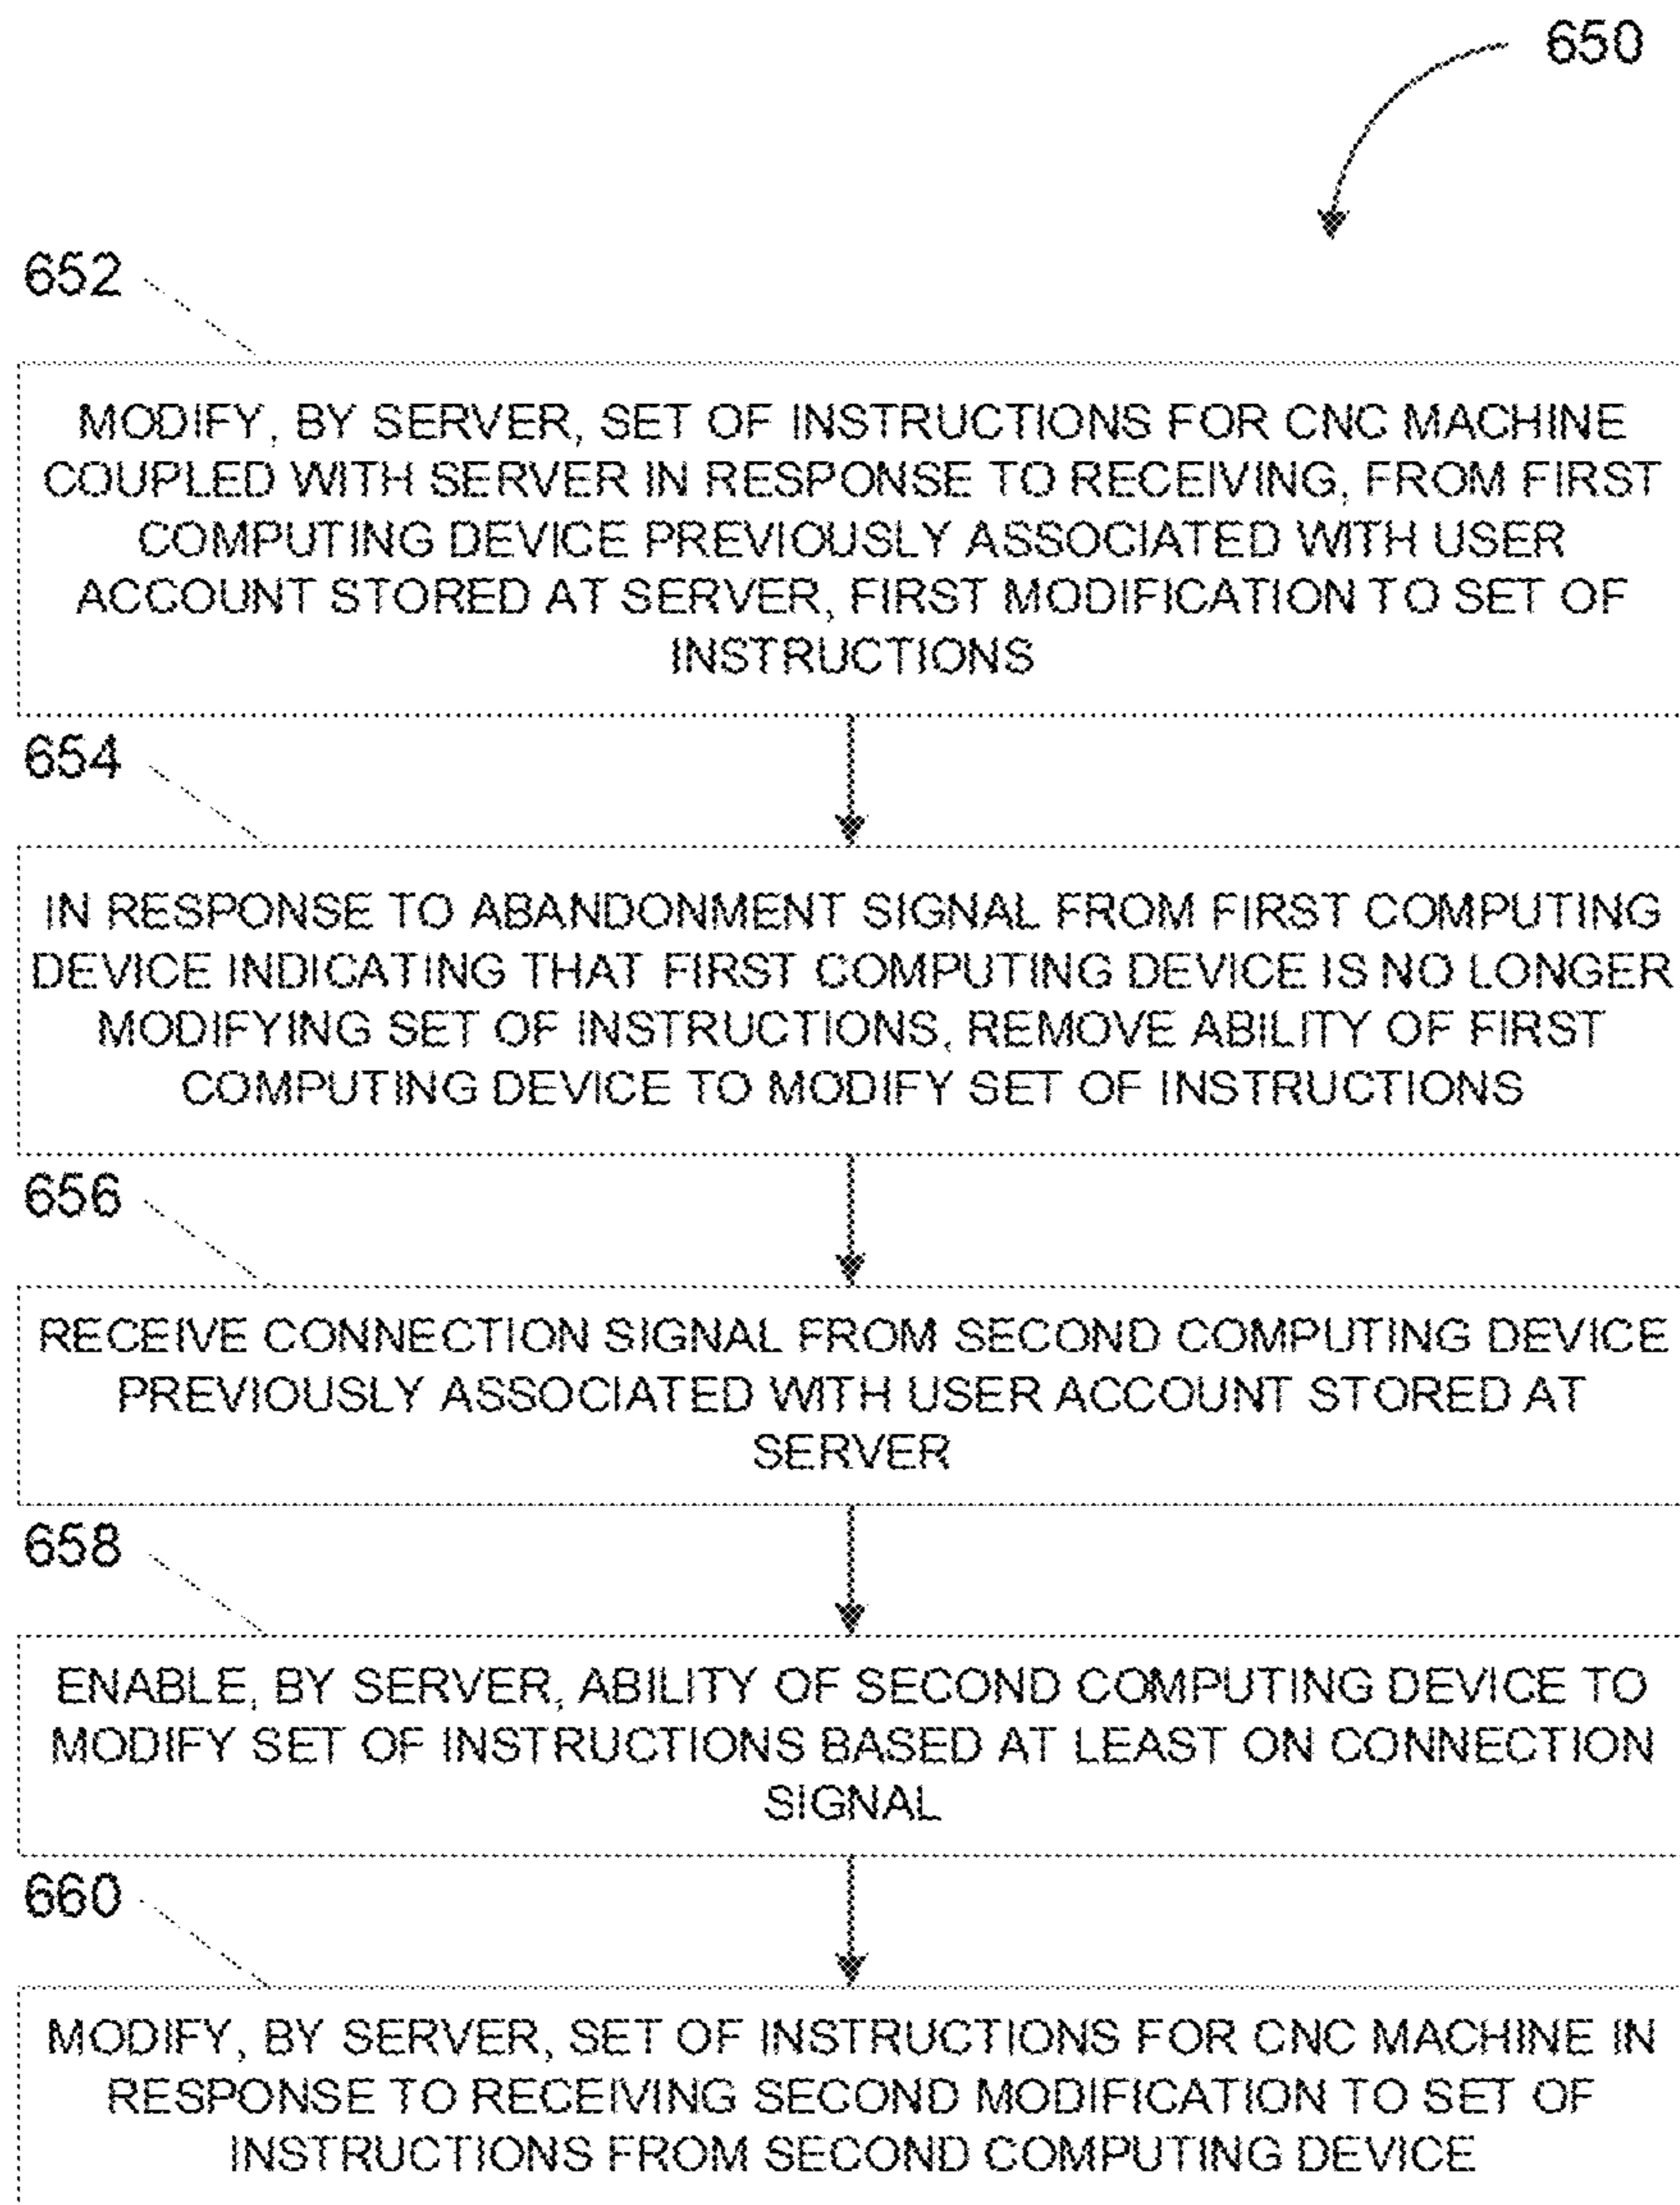 650
652
MODIFY, BY SERVER, SET OF INSTRUCTIONS FOR CNC MACHINE
COUPLED WITH SERVER IN RESPONSE TO RECEIVING, FROM FIRST
COMPUTING DEVICE PREVIOUSLY ASSOCIATED WITH USER
ACCOUNT STORED AT SERVER, FIRST MODIFICATION TO SET OF
INSTRUCTIONS
654
IN RESPONSE TO ABANDONMENT SIGNAL FROM FIRST COMPUTING
DEVICE INDICATING THAT FIRST COMPUTING DEVICE IS NO LONGER
MODIFYING SET OF INSTRUCTIONS, REMOVE ABILITY OF FIRST
COMPUTING DEVICE TO MODIFY SET OF INSTRUCTIONS
656
RECEIVE CONNECTION SIGNAL FROM SECOND COMPUTING DEVICE
PREVIOUSLY ASSOCIATED WITH USER ACCOUNT STORED AT
SERVER
658
ENABLE, BY SERVER, ABILITY OF SECOND COMPUTING DEVICE TO
MODIFY SET OF INSTRUCTIONS BASED AT LEAST ON CONNECTION
SIGNAL
660
MODIFY, BY SERVER, SET OF INSTRUCTIONS FOR CNC MACHINE IN
RESPONSE TO RECEIVING SECOND MODIFICATION TO SET OF
INSTRUCTIONS FROM SECOND COMPUTING DEVICE